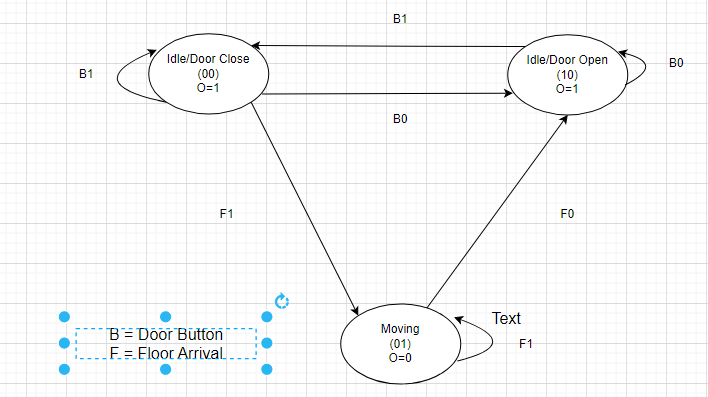 B1
Idle/Door Close
(00)
O=1
Idle/Door Open
(10)
O=1
B1
B0
B0
F1
F0
Text
Moving
(01)
O=0
F1
B = Door Button
F = Floor Arrival